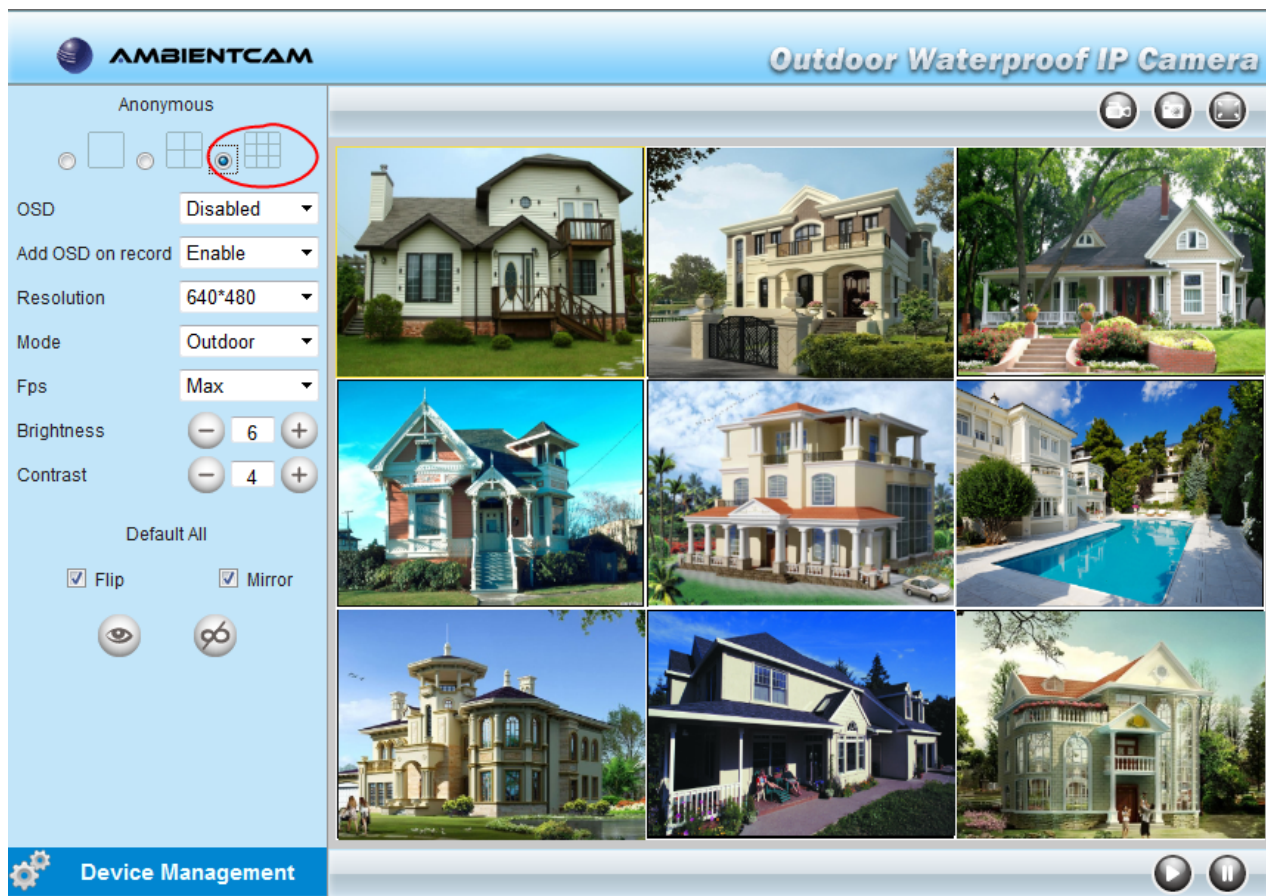 AMBIENTCAM
Outdoor Waterproof IP Camera
Anonymous
OSD Disabled
Add OSD on record Enable
Resolution 640*480
Mode Outdoor
Fps Max
Brightness 6
Contrast 4
Default All
Flip Mirror
Device Management